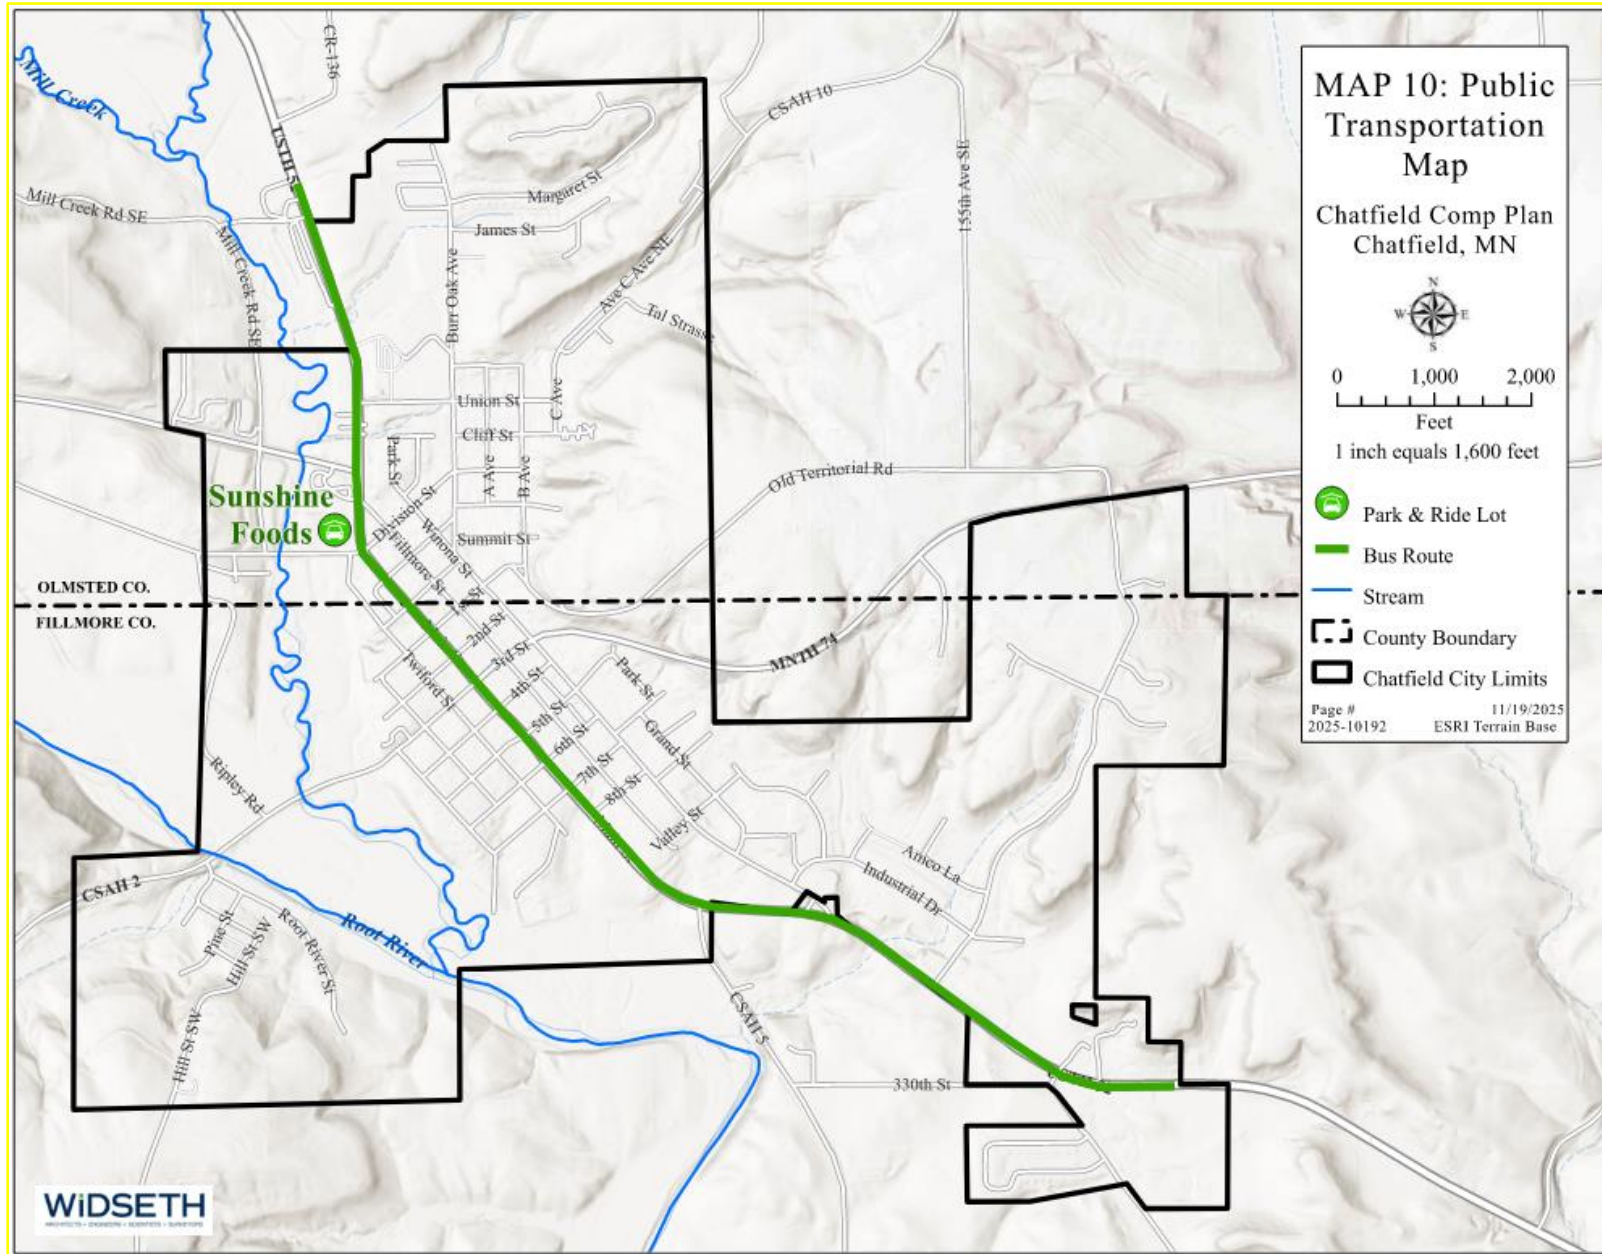 MAP 10: Public
Transportation
Map
Chatfield Comp Plan
Chatfield, MN
N
W
E
S
0
1,000
2,000
Feet
1 inch equals 1,600 feet
Park & Ride Lot
Bus Route
Stream
County Boundary
Chatfield City Limits
Page #
11/19/2025
2025-10192
ESRI Terrain Base
Mill Creek
CR-136
USTH 5
CSAH 10
155th Ave SE
Mill Creek Rd SE
Mill Creek Rd SE
Margaret St
James St
Burr Oak Ave
Ave C Ave NE
Tal Strasse
Union St
C Ave
Cliff St
Park St
A Ave
B Ave
Old Territorial Rd
Sunshine
Foods
Division St
Winona St
Fillmore St
Summit St
OLMSTED CO.
FILLMORE CO.
2nd St
3rd St
MNTH 74
Twiford St
4th St
Park St
5th St
6th St
Grand St
7th St
8th St
Ripley Rd
Valley St
Amco La
Industrial Dr
CSAH 2
Pine St
Hill St SW
Root River St
Root River
CSAH 5
Hill St SW
330th St
WiDSETH
ARCHITECTS • ENGINEERS • SCIENTISTS • SURVEYORS